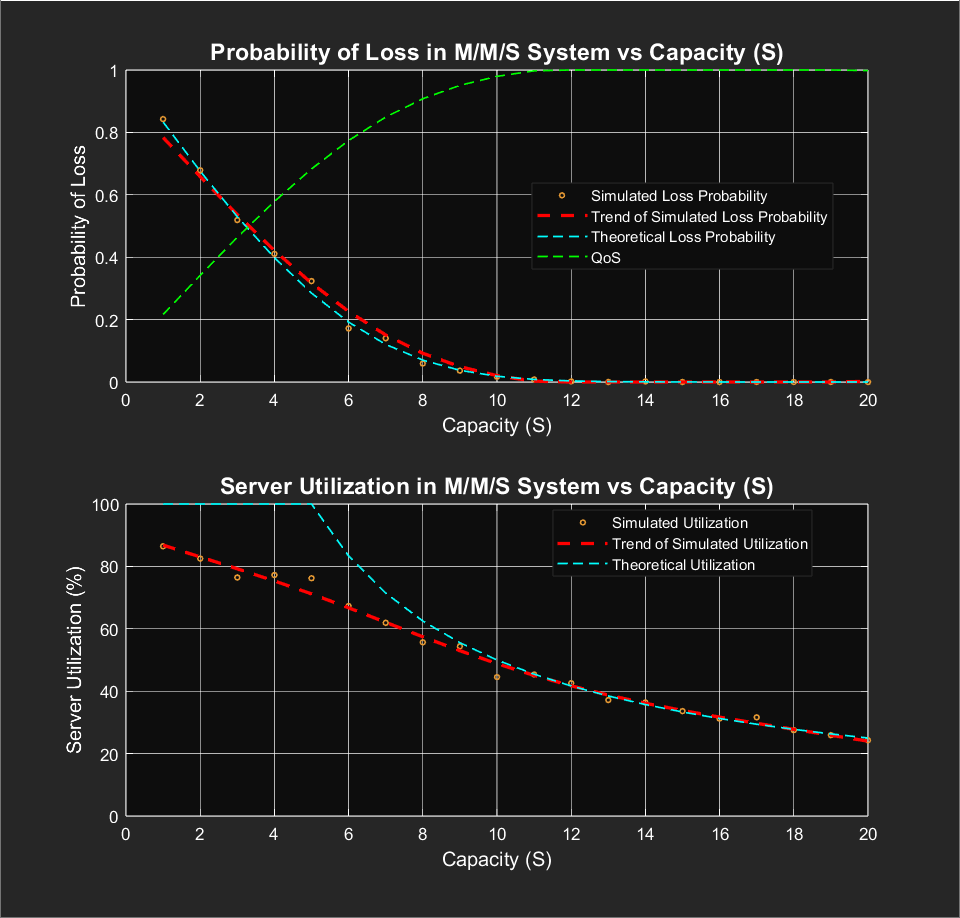 Probability of Loss in M/M/S System vs Capacity (S)
1
0.8
0.6
0.4
0.2
0
Probability of Loss
Simulated Loss Probability
Trend of Simulated Loss Probability
Theoretical Loss Probability
QoS
0 2 4 6 8 10 12 14 16 18 20
Capacity (S)
Server Utilization in M/M/S System vs Capacity (S)
100
80
60
40
20
0
Server Utilization (%)
Simulated Utilization
Trend of Simulated Utilization
Theoretical Utilization
0 2 4 6 8 10 12 14 16 18 20
Capacity (S)